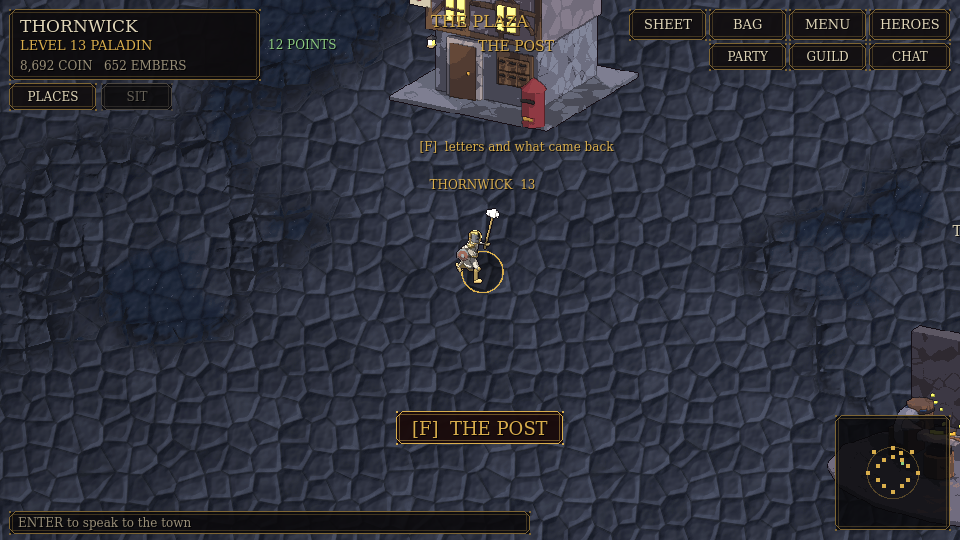 THORNWICK
LEVEL 13 PALADIN
8,692 COIN 652 EMBERS
12 POINTS
PLACES
SIT
THE PLAZA
THE POST
SHEET
BAG
MENU
HEROES
PARTY
GUILD
CHAT
[F] letters and what came back
THORNWICK 13
[F] THE POST
ENTER to speak to the town